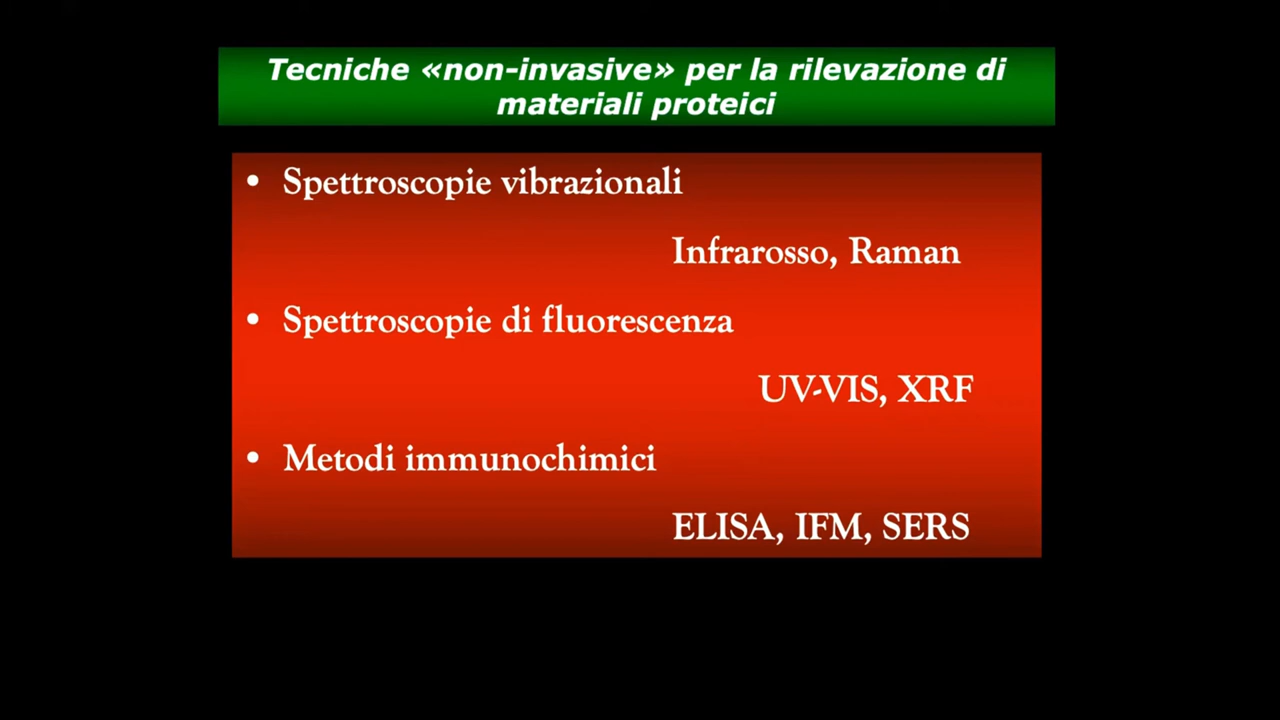 Tecniche «non-invasive» per la rilevazione di
materiali proteici
• Spettroscopie vibrazionali
Infrarosso, Raman
• Spettroscopie di fluorescenza
UV-VIS, XRF
• Metodi immunochimici
ELISA, IFM, SERS